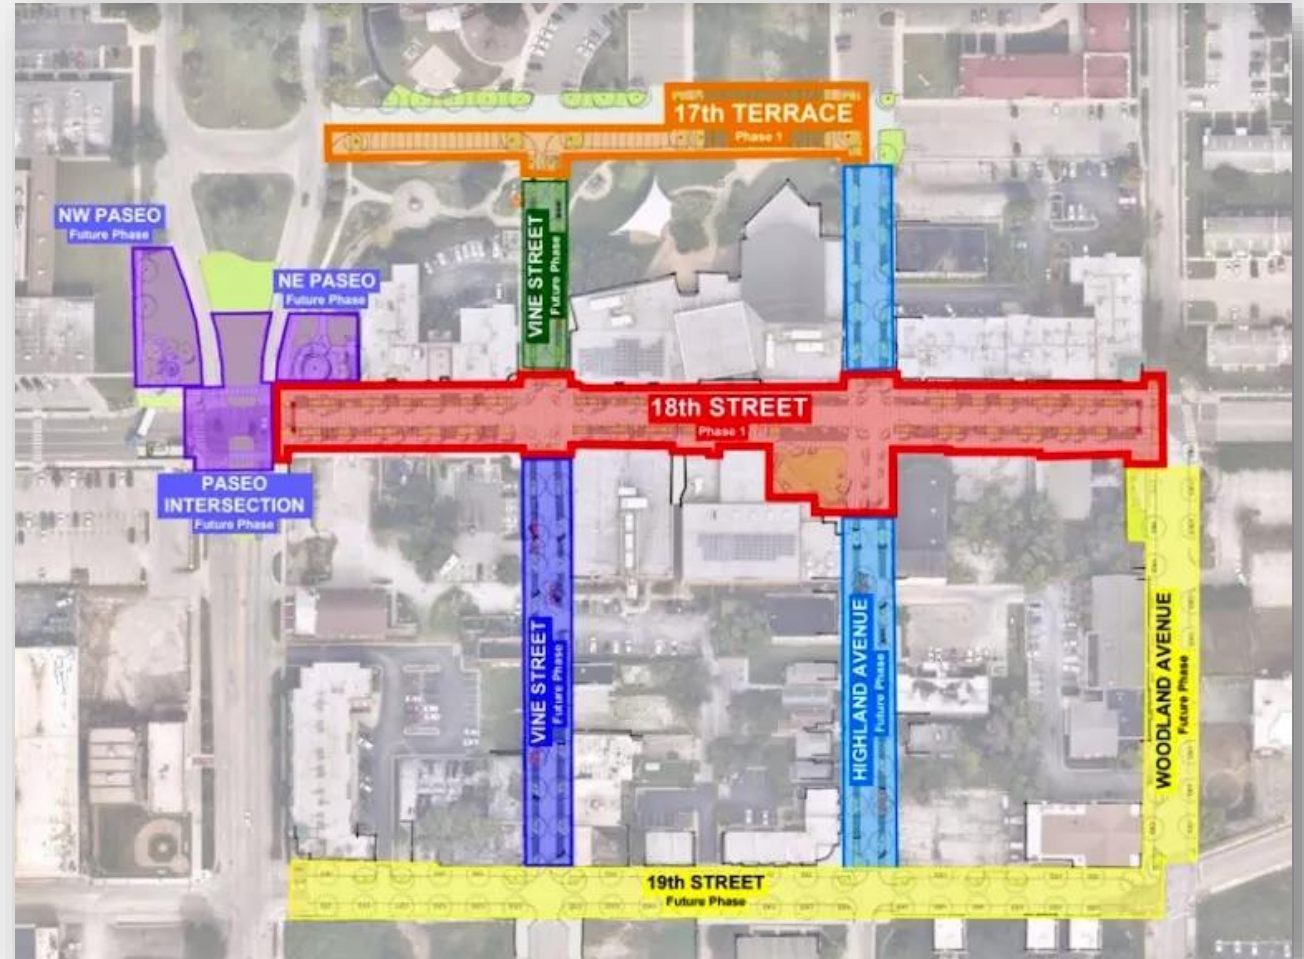 17th TERRACE
Phase 1
NW PASEO
Future Phase
NE PASEO
Future Phase
VINE STREET
Future Phase
18th STREET
Phase 1
PASEO
INTERSECTION
Future Phase
VINE STREET
Future Phase
HIGHLAND AVENUE
Future Phase
WOODLAND AVENUE
Future Phase
19th STREET
Future Phase